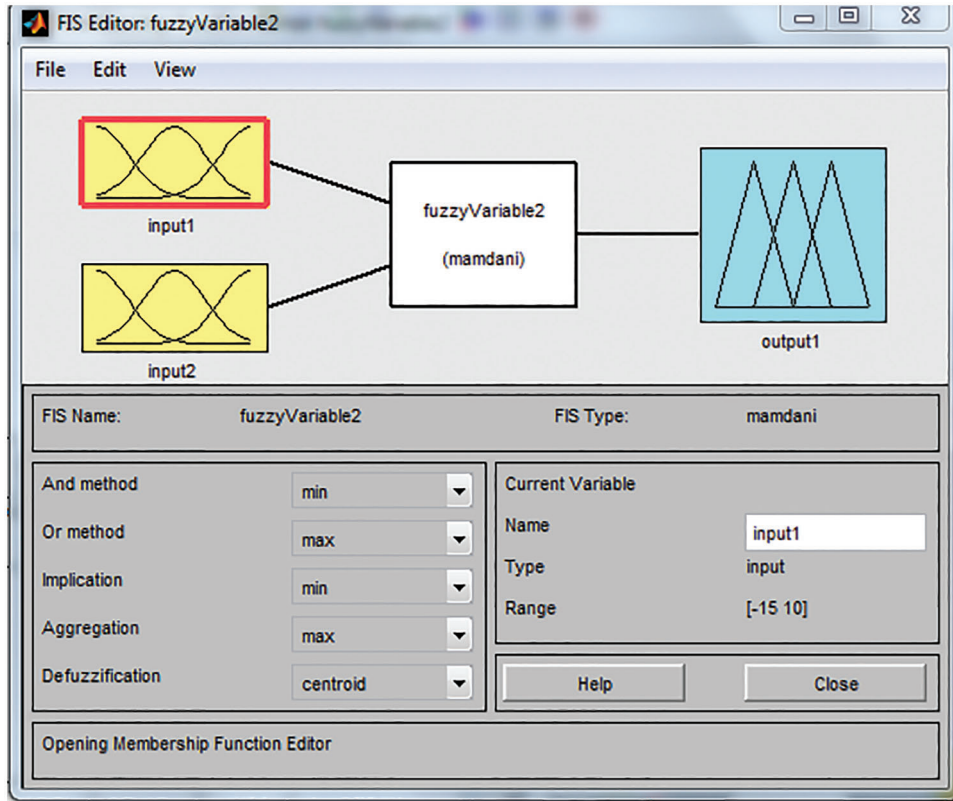 FIS Editor: fuzzyVariable2
File Edit View
input1
fuzzyVariable2
(mamdani)
output1
input2
FIS Name: fuzzyVariable2 FIS Type: mamdani
And method min
Or method max
Implication min
Aggregation max
Defuzzification centroid
Current Variable
Name input1
Type input
Range [-15 10]
Help Close
Opening Membership Function Editor